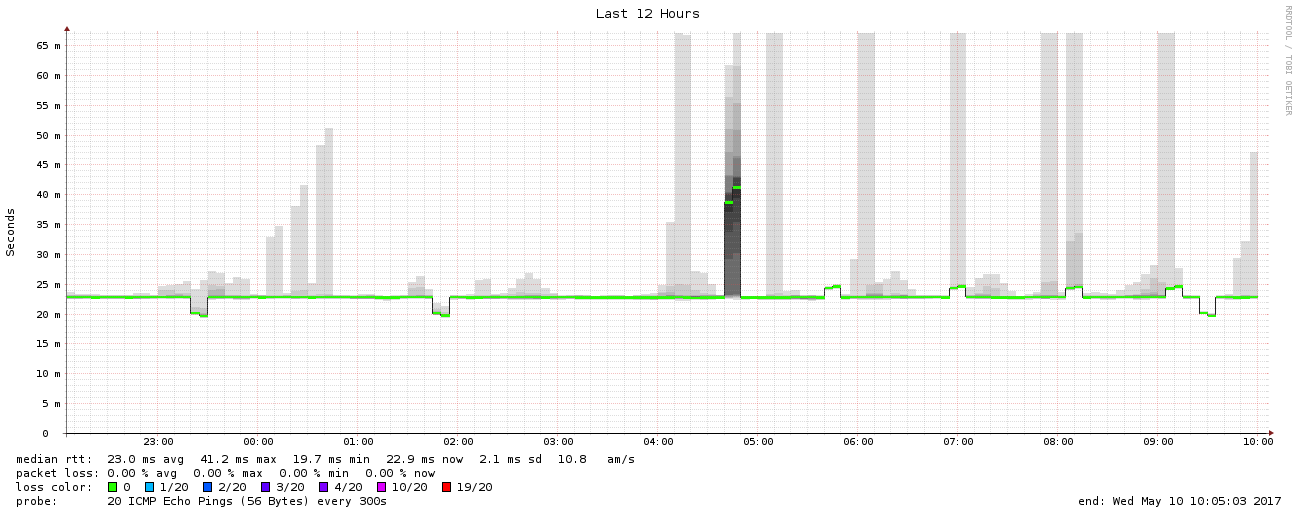 Last 12 Hours
RRDTOOL / TOBI OETIKER
Seconds
65 m
60 m
55 m
50 m
45 m
40 m
35 m
30 m
25 m
20 m
15 m
10 m
5 m
0
23:00 00:00 01:00 02:00 03:00 04:00 05:00 06:00 07:00 08:00 09:00 10:00
median rtt: 23.0 ms avg 41.2 ms max 19.7 ms min 22.9 ms now 2.1 ms sd 10.8 am/s
packet loss: 0.00 % avg 0.00 % max 0.00 % min 0.00 % now
loss color: 0 1/20 2/20 3/20 4/20 10/20 19/20
probe: 20 ICMP Echo Pings (56 Bytes) every 300s end: Wed May 10 10:05:03 2017